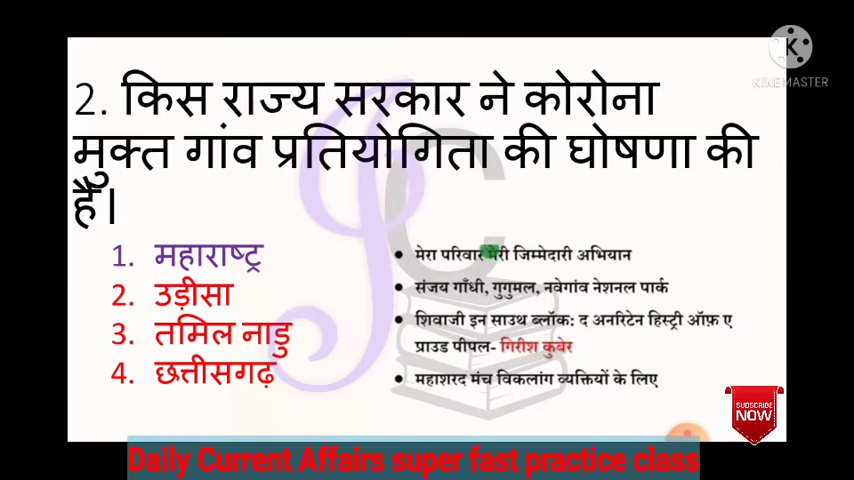 K
KINEMASTER
2. किस राज्य सरकार ने कोरोना
मुक्त गांव प्रतियोगिता की घोषणा की
है।
1. महाराष्ट्र
2. उड़ीसा
3. तमिल नाडु
4. छत्तीसगढ़
• मेरा परिवार मेरी जिम्मेदारी अभियान
• संजय गाँधी, गुगुमल, नवेगांव नेशनल पार्क
• शिवाजी इन साउथ ब्लॉक: द अनरिटेन हिस्ट्री ऑफ़ ए
प्राउड पीपल- गिरीश कुबेर
• महाशरद मंच विकलांग व्यक्तियों के लिए
SUBSCRIBE
NOW
Daily Current Affairs super fast practice class